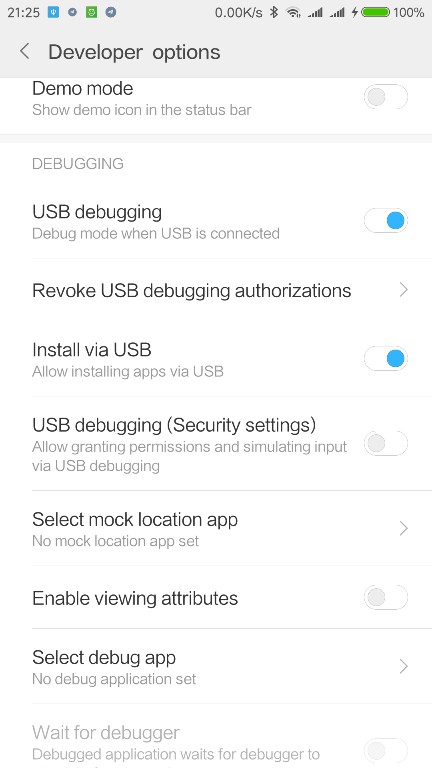 21:25 0.00K/s 100%
Developer options
Demo mode
Show demo icon in the status bar
DEBUGGING
USB debugging
Debug mode when USB is connected
Revoke USB debugging authorizations
Install via USB
Allow installing apps via USB
USB debugging (Security settings)
Allow granting permissions and simulating input
via USB debugging
Select mock location app
No mock location app set
Enable viewing attributes
Select debug app
No debug application set
Wait for debugger
Debugged application waits for debugger to